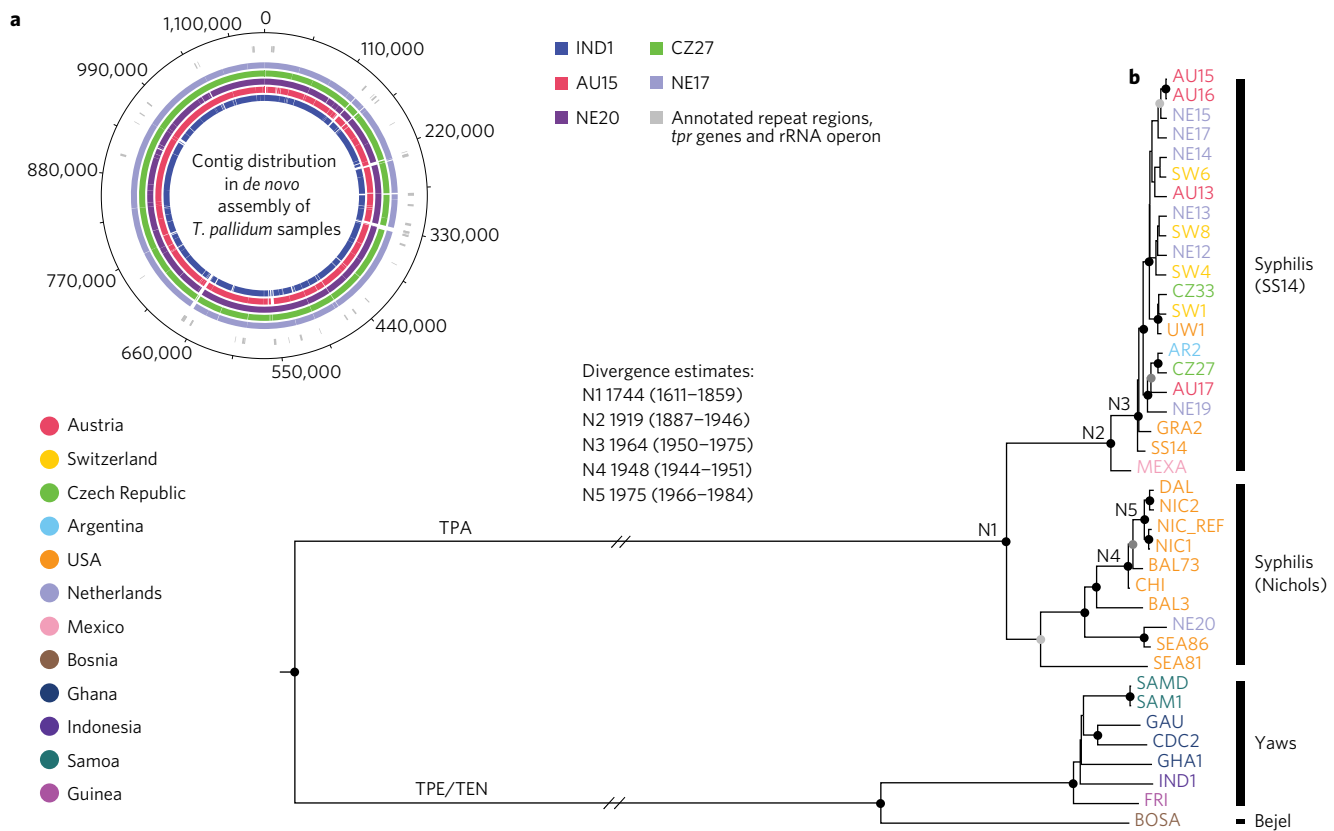 a
0
110,000
220,000
330,000
440,000
550,000
660,000
770,000
880,000
990,000
1,100,000
Contig distribution
in de novo
assembly of
T. pallidum samples
IND1
CZ27
AU15
NE17
NE20
Annotated repeat regions,
tpr genes and rRNA operon
Austria
Switzerland
Czech Republic
Argentina
USA
Netherlands
Mexico
Bosnia
Ghana
Indonesia
Samoa
Guinea
Divergence estimates:
N1 1744 (1611–1859)
N2 1919 (1887–1946)
N3 1964 (1950–1975)
N4 1948 (1944–1951)
N5 1975 (1966–1984)
b
TPA
TPE/TEN
N1
N2
N3
N4
N5
AU15
AU16
NE15
NE17
NE14
SW6
AU13
NE13
SW8
NE12
SW4
CZ33
SW1
UW1
AR2
CZ27
AU17
NE19
GRA2
SS14
MEXA
DAL
NIC2
NIC_REF
NIC1
BAL73
CHI
BAL3
NE20
SEA86
SEA81
SAMD
SAM1
GAU
CDC2
GHA1
IND1
FRI
BOSA
Syphilis
(SS14)
Syphilis
(Nichols)
Yaws
Bejel